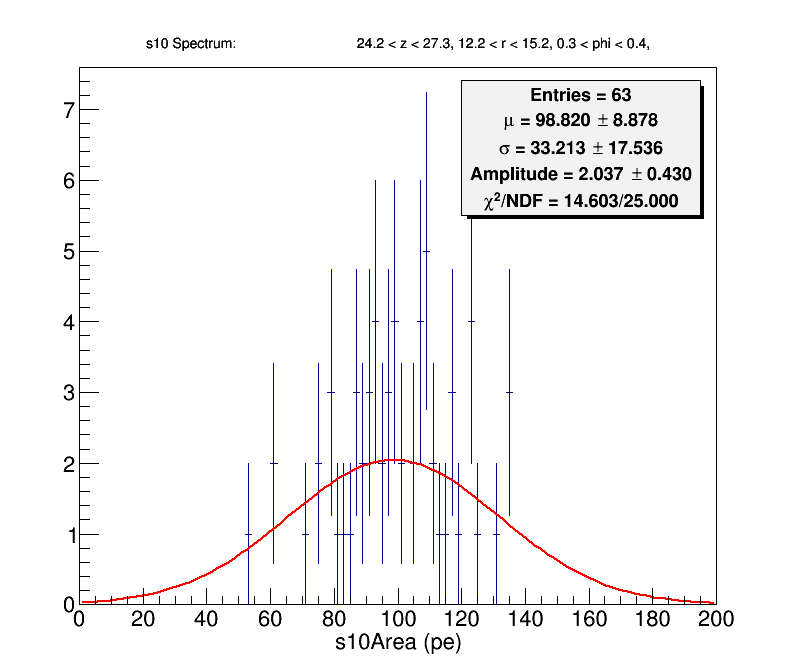 s10 Spectrum: 24.2 < z < 27.3, 12.2 < r < 15.2, 0.3 < phi < 0.4,
Entries = 63
μ = 98.820 ± 8.878
σ = 33.213 ± 17.536
Amplitude = 2.037 ± 0.430
χ²/NDF = 14.603/25.000
7
6
5
4
3
2
1
0
0 20 40 60 80 100 120 140 160 180 200
s10Area (pe)